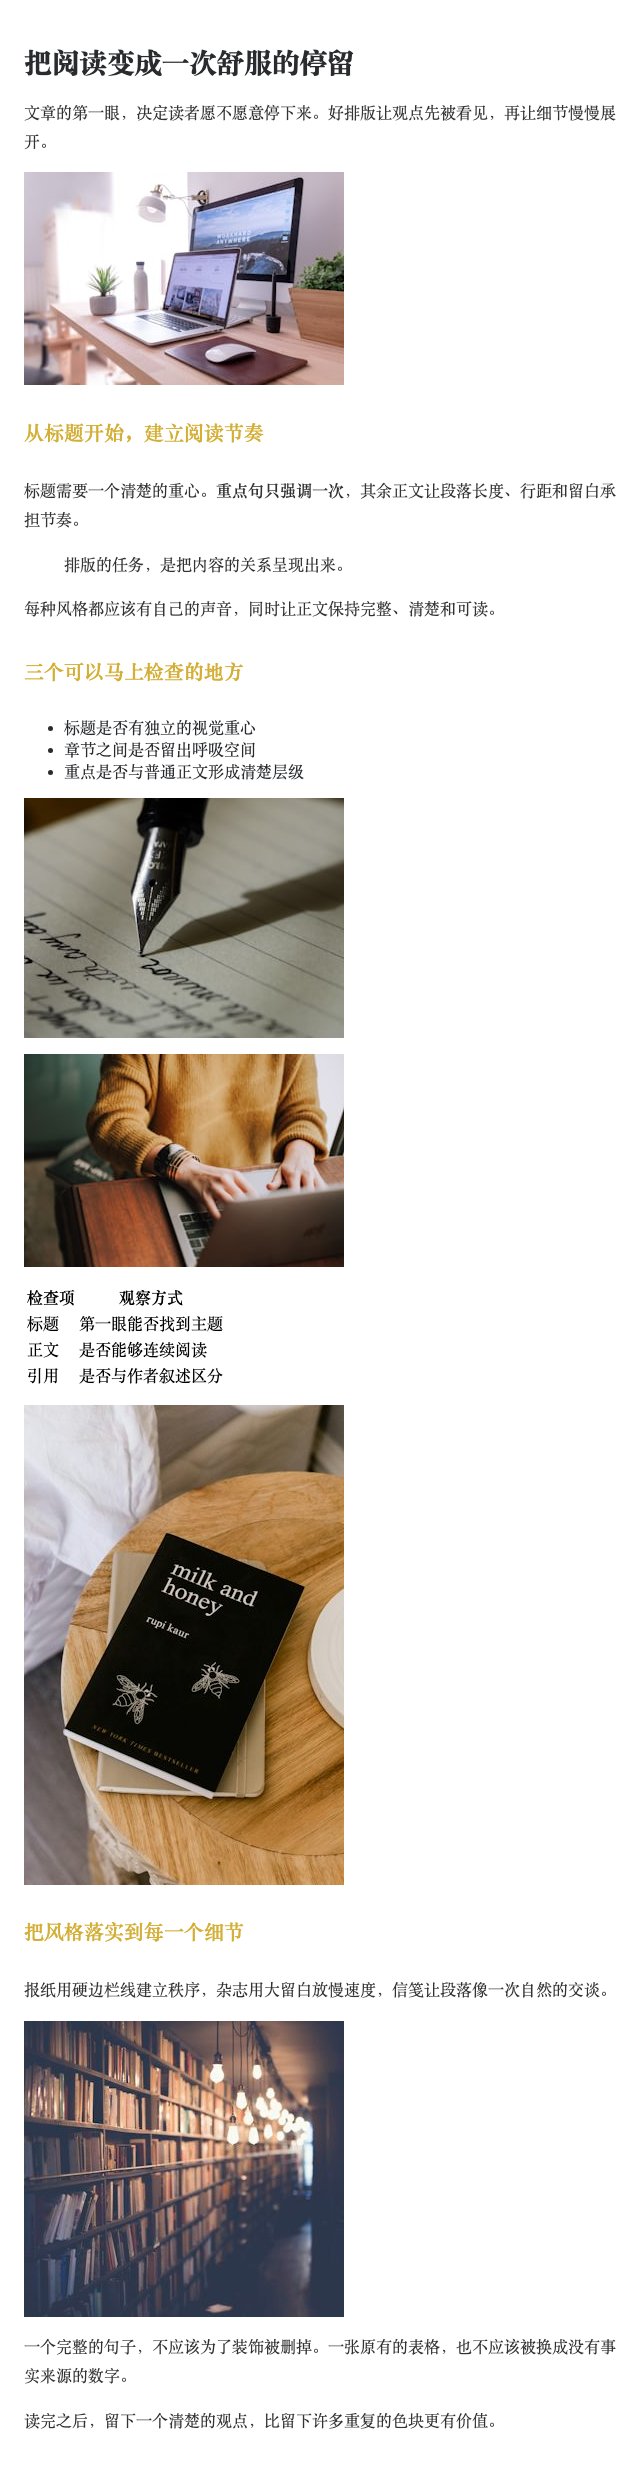 把阅读变成一次舒服的停留
文章的第一眼，决定读者愿不愿意停下来。好排版让观点先被看见，再让细节慢慢展
开。
WORK HARD
ANYWHERE
从标题开始，建立阅读节奏
标题需要一个清楚的重心。重点句只强调一次，其余正文让段落长度、行距和留白承
担节奏。
排版的任务，是把内容的关系呈现出来。
每种风格都应该有自己的声音，同时让正文保持完整、清楚和可读。
三个可以马上检查的地方
• 标题是否有独立的视觉重心
• 章节之间是否留出呼吸空间
• 重点是否与普通正文形成清楚层级
检查项 观察方式
标题 第一眼能否找到主题
正文 是否能够连续阅读
引用 是否与作者叙述区分
milk and
honey
rupi kaur
NEW YORK TIMES BESTSELLER
把风格落实到每一个细节
报纸用硬边栏线建立秩序，杂志用大留白放慢速度，信笺让段落像一次自然的交谈。
一个完整的句子，不应该为了装饰被删掉。一张原有的表格，也不应该被换成没有事
实来源的数字。
读完之后，留下一个清楚的观点，比留下许多重复的色块更有价值。